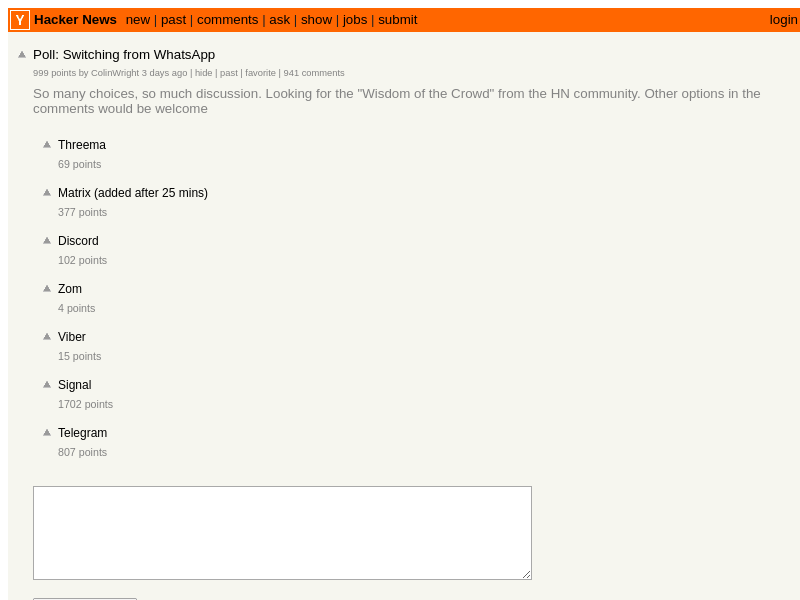 Y Hacker News new | past | comments | ask | show | jobs | submit login
Poll: Switching from WhatsApp
999 points by ColinWright 3 days ago | hide | past | favorite | 941 comments
So many choices, so much discussion. Looking for the "Wisdom of the Crowd" from the HN community. Other options in the
comments would be welcome
Threema
69 points
Matrix (added after 25 mins)
377 points
Discord
102 points
Zom
4 points
Viber
15 points
Signal
1702 points
Telegram
807 points